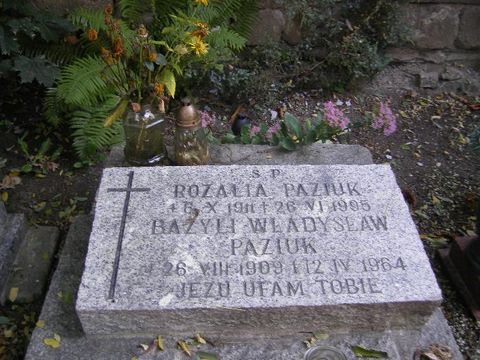 Ś P
ROZALIA PAZIUK
* 6 X 1911 † 26 VI 1995
BAZYLI WŁADYSŁAW
PAZIUK
* 26 VIII 1909 † 12 IV 1964
JEZU UFAM TOBIE